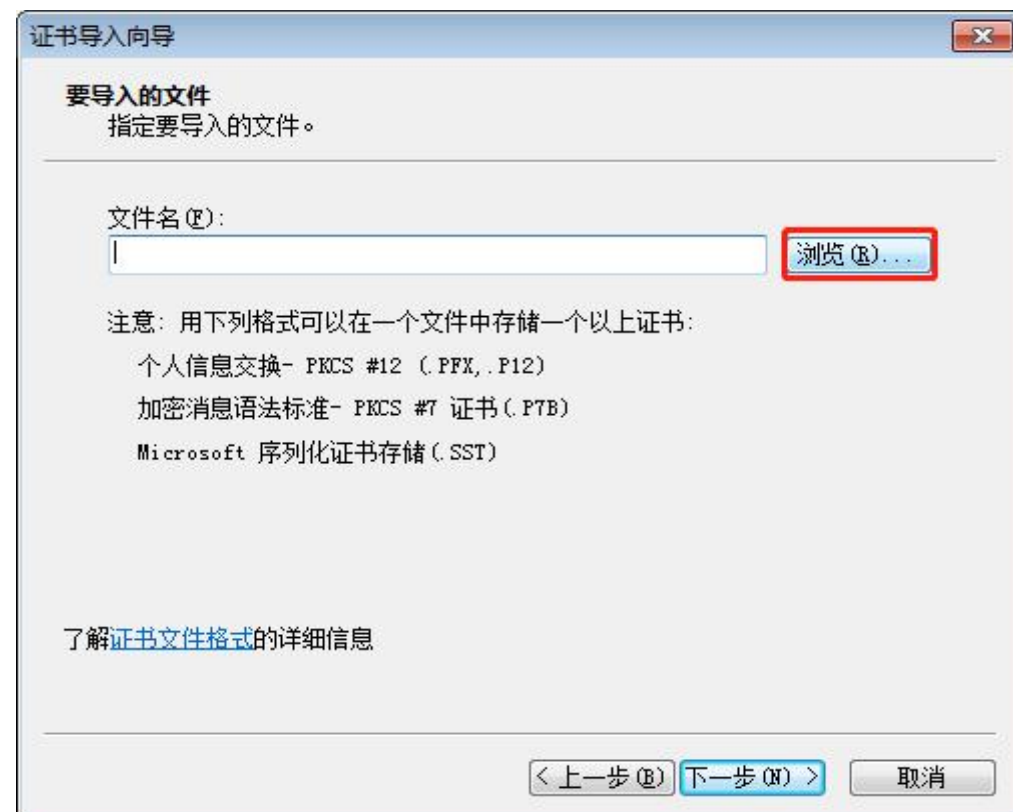 证书导入向导
要导入的文件
指定要导入的文件。
文件名(F):
浏览(R)...
注意: 用下列格式可以在一个文件中存储一个以上证书:
个人信息交换- PKCS #12 (.PFX,.P12)
加密消息语法标准- PKCS #7 证书(.P7B)
Microsoft 序列化证书存储(.SST)
了解证书文件格式的详细信息
< 上一步(B) 下一步(N) > 取消